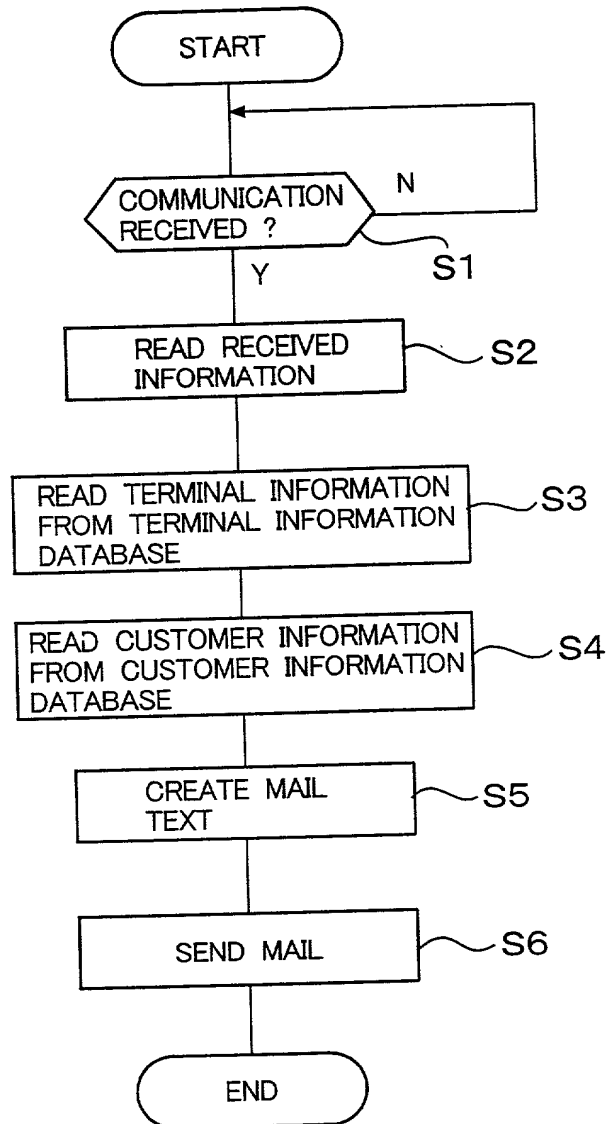 START
N
COMMUNICATION
RECEIVED ?
S1
Y
READ RECEIVED
INFORMATION
S2
READ TERMINAL INFORMATION
FROM TERMINAL INFORMATION
DATABASE
S3
READ CUSTOMER INFORMATION
FROM CUSTOMER INFORMATION
DATABASE
S4
CREATE MAIL
TEXT
S5
SEND MAIL
S6
END